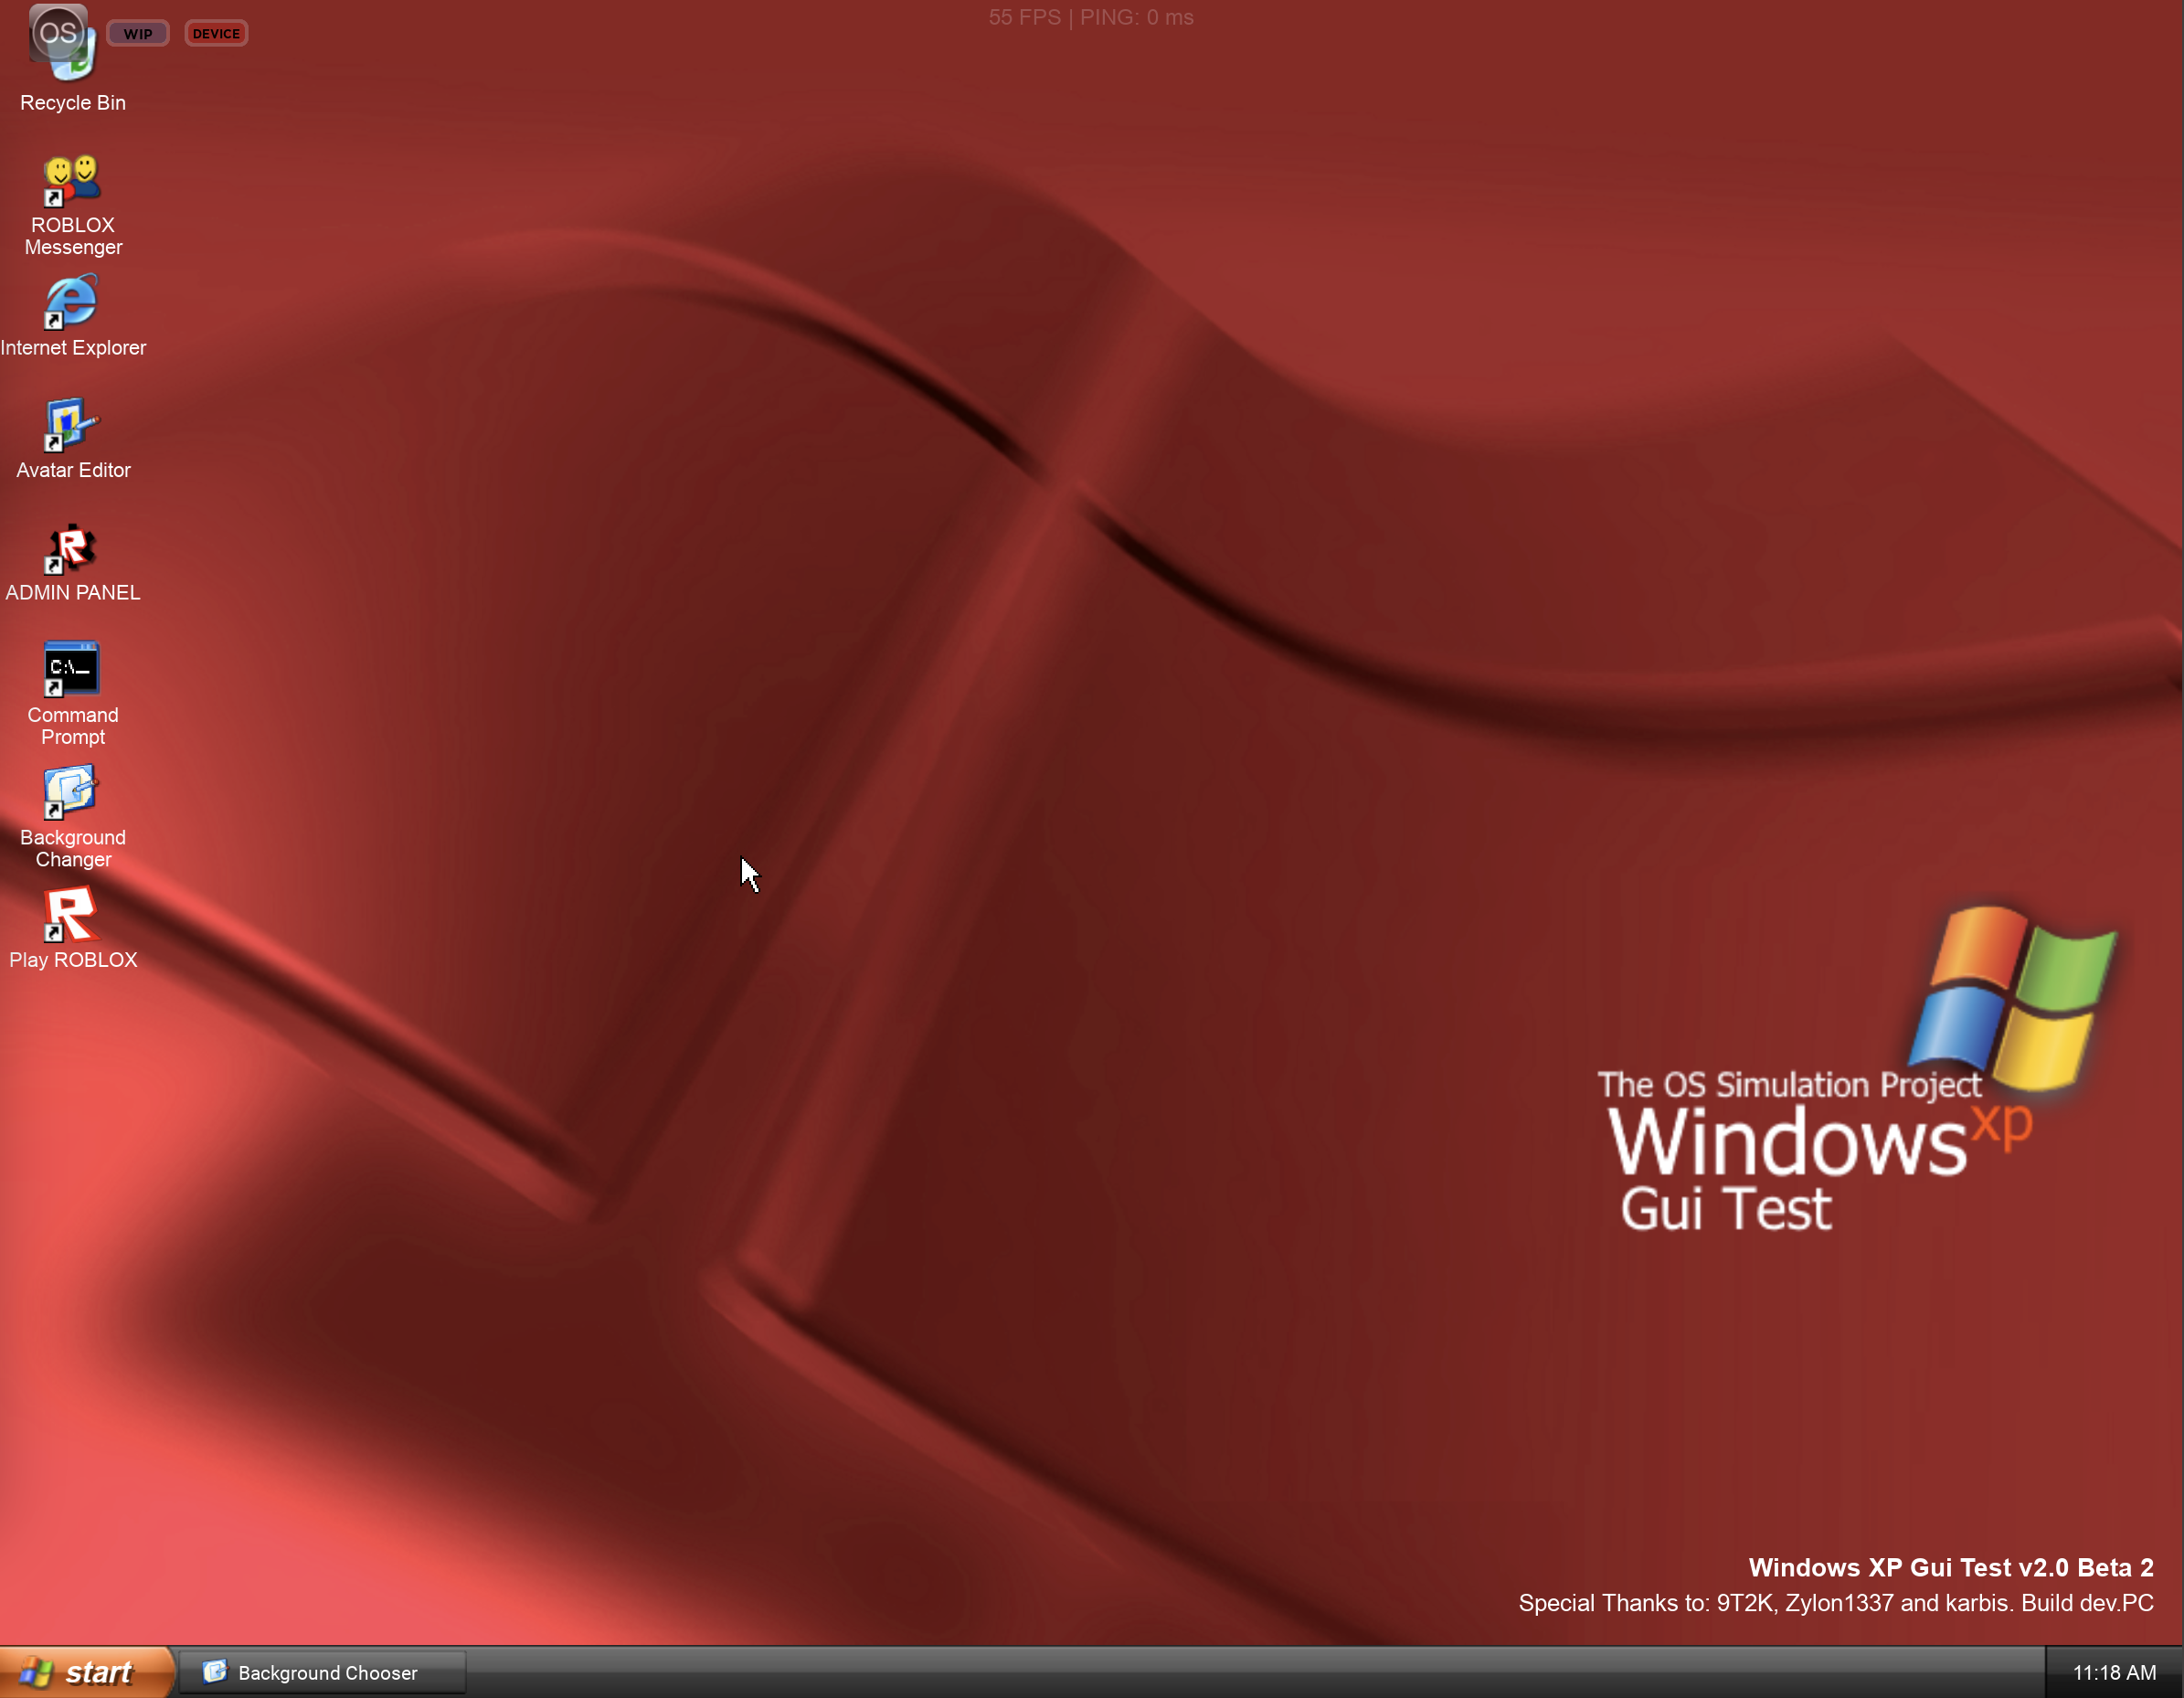 55 FPS | PING: 0 ms
OS
WIP
DEVICE
Recycle Bin
ROBLOX
Messenger
Internet Explorer
Avatar Editor
ADMIN PANEL
C:\_
Command
Prompt
Background
Changer
Play ROBLOX
The OS Simulation Project
Windows xp
Gui Test
Windows XP Gui Test v2.0 Beta 2
Special Thanks to: 9T2K, Zylon1337 and karbis. Build dev.PC
start
Background Chooser
11:18 AM